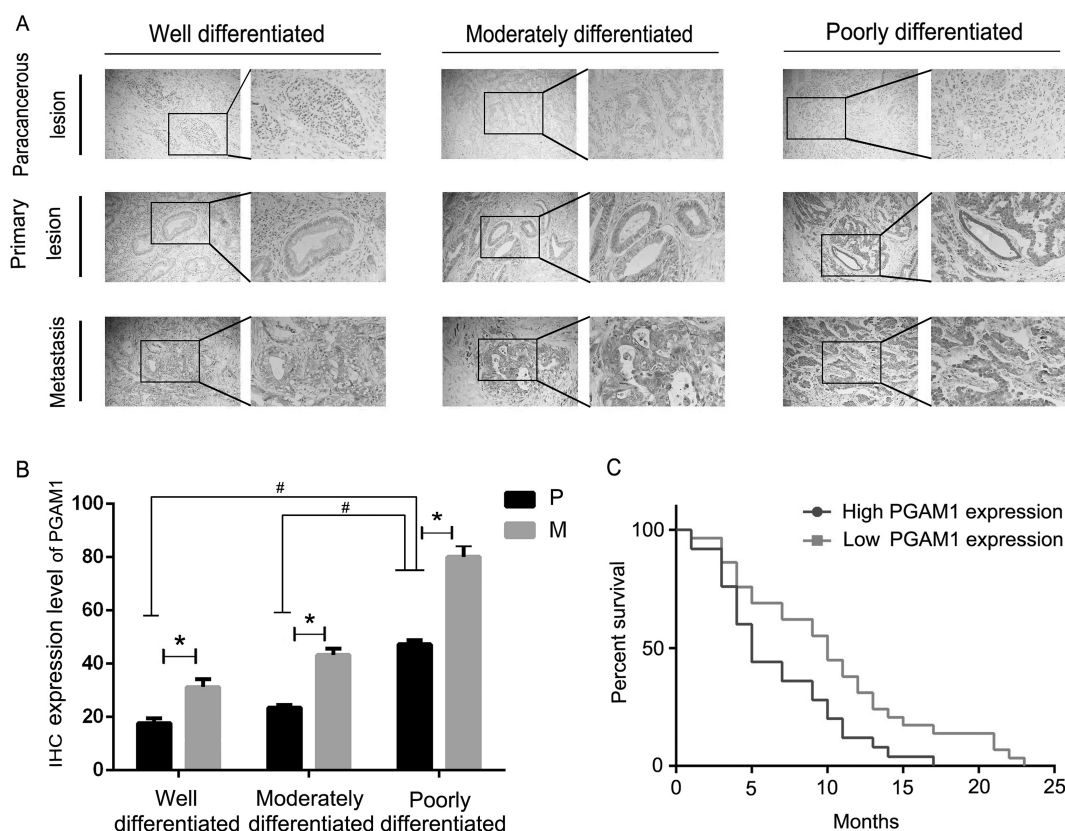 A
Well differentiated
Moderately differentiated
Poorly differentiated
Paracancerous
lesion
Primary
lesion
Metastasis
B
C
IHC expression level of PGAM1
100
80
60
40
20
0
#
#
*
*
*
P
M
Well
differentiated
Moderately
differentiated
Poorly
differentiated
High PGAM1 expression
Low PGAM1 expression
Percent survival
100
50
0
0 5 10 15 20 25
Months